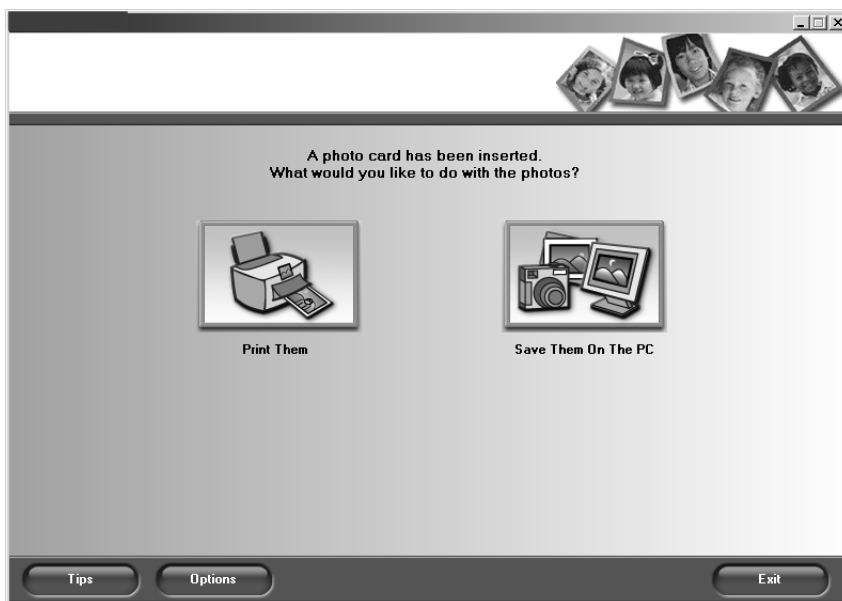 A photo card has been inserted.
What would you like to do with the photos?
Print Them
Save Them On The PC
Tips
Options
Exit